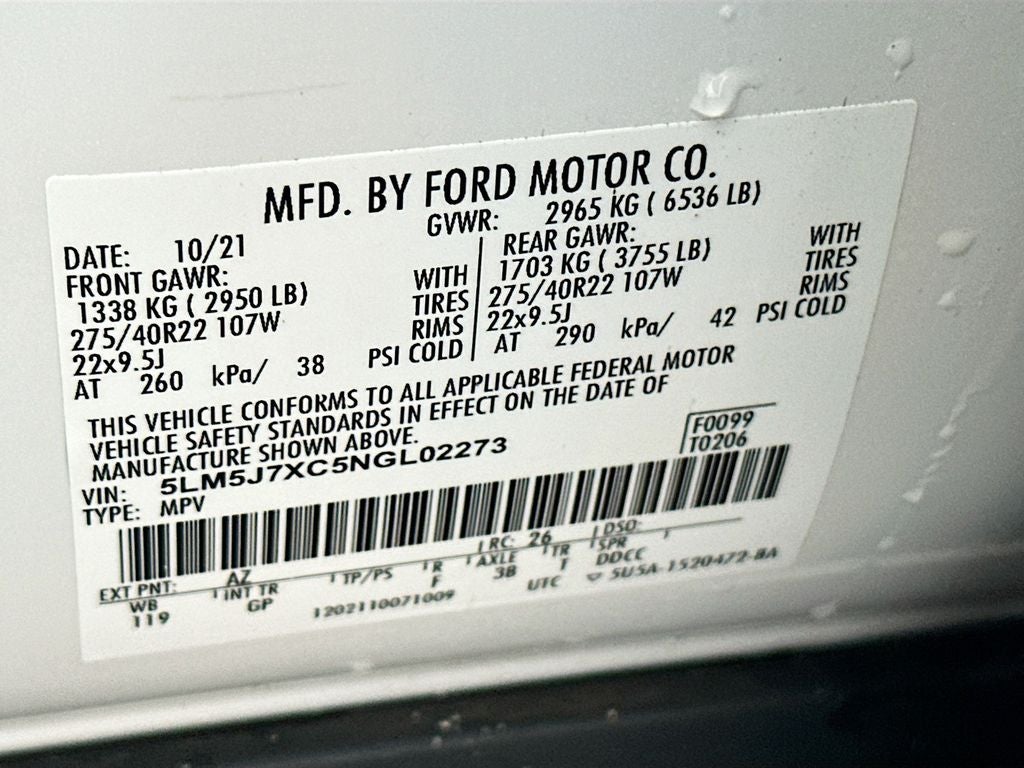 MFD. BY FORD MOTOR CO.
DATE: 10/21 GVWR: 2965 KG ( 6536 LB)
FRONT GAWR: REAR GAWR:
1338 KG ( 2950 LB) WITH 1703 KG ( 3755 LB) WITH
275/40R22 107W TIRES 275/40R22 107W TIRES
22x9.5J RIMS 22x9.5J RIMS
AT 260 kPa/ 38 PSI COLD AT 290 kPa/ 42 PSI COLD
THIS VEHICLE CONFORMS TO ALL APPLICABLE FEDERAL MOTOR
VEHICLE SAFETY STANDARDS IN EFFECT ON THE DATE OF
MANUFACTURE SHOWN ABOVE.
F0099
T0206
VIN: 5LM5J7XC5NGL02273
TYPE: MPV
EXT PNT: AZ RC: 26 DSO:
WB INT TR TP/PS R AXLE TR SPR
119 GP F 3B F DDCC
1202110071009 UTC ▽ 5U5A-1520472-BA